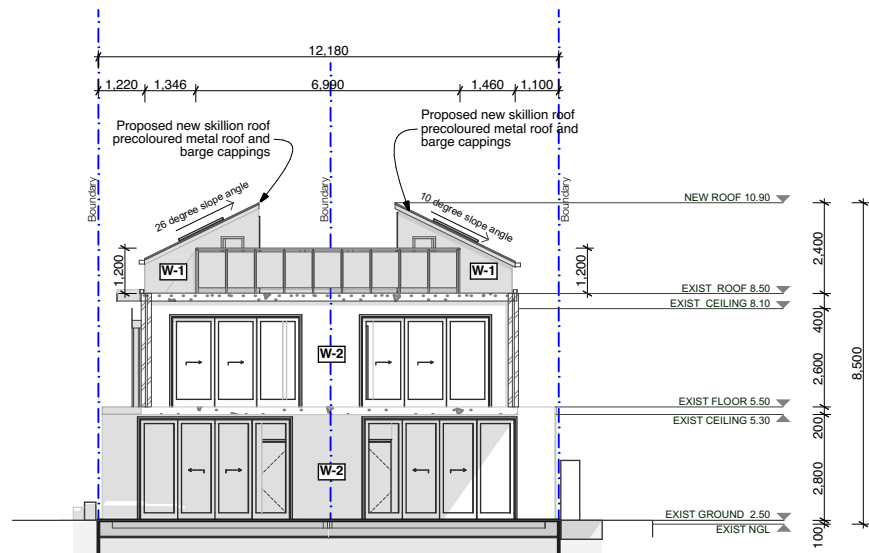 12,180
1,220 1,346 6,990 1,460 1,100
Proposed new skillion roof
precoloured metal roof and
barge cappings
Proposed new skillion roof
precoloured metal roof and
barge cappings
Boundary
Boundary
Boundary
26 degree slope angle
10 degree slope angle
NEW ROOF 10.90
1,200
W-1
W-1
1,200
2,400
EXIST ROOF 8.50
EXIST CEILING 8.10
400
W-2
2,600
8,500
EXIST FLOOR 5.50
EXIST CEILING 5.30
200
W-2
2,800
EXIST GROUND 2.50
EXIST NGL
100